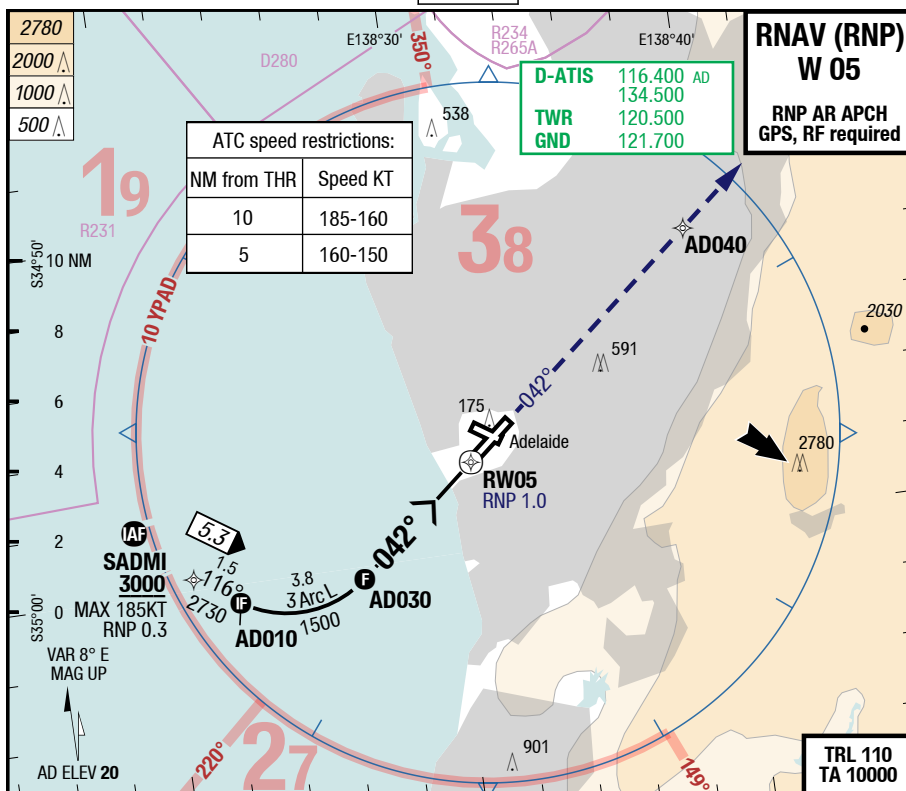 2780
2000
1000
500
E138°30'
350°
R234
R265A
E138°40'
RNAV (RNP)
W 05
RNP AR APCH
GPS, RF required
D280
D-ATIS 116.400 AD
134.500
TWR 120.500
GND 121.700
538
ATC speed restrictions:
NM from THR Speed KT
10 185-160
5 160-150
19
R231
38
S34°50'
10 NM
AD040
10 YPAD
8
2030
591
6
042°
175
Adelaide
2780
4
RW05
RNP 1.0
IAF
SADMI
3000
MAX 185KT
RNP 0.3
5.3
1.5
116°
2730
IF
AD010
3.8
3 Arc L
1500
F
AD030
042°
2
0
S35°00'
VAR 8° E
MAG UP
AD ELEV 20
220°
27
901
149°
TRL 110
TA 10000